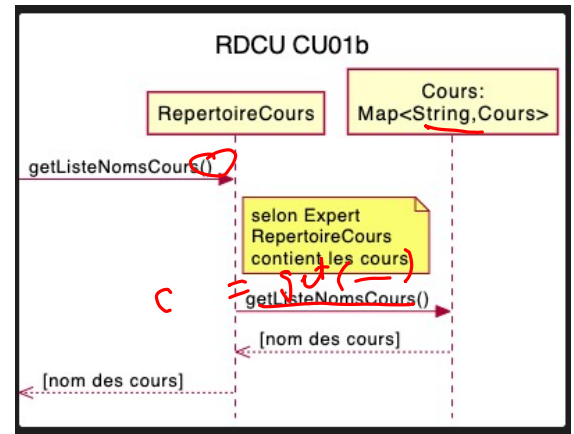 RDCU CU01b
RepertoireCours
Cours:
Map<String,Cours>
getListeNomsCours()
selon Expert
RepertoireCours
contient les cours
c = get(—)
getListeNomsCours()
[nom des cours]
[nom des cours]